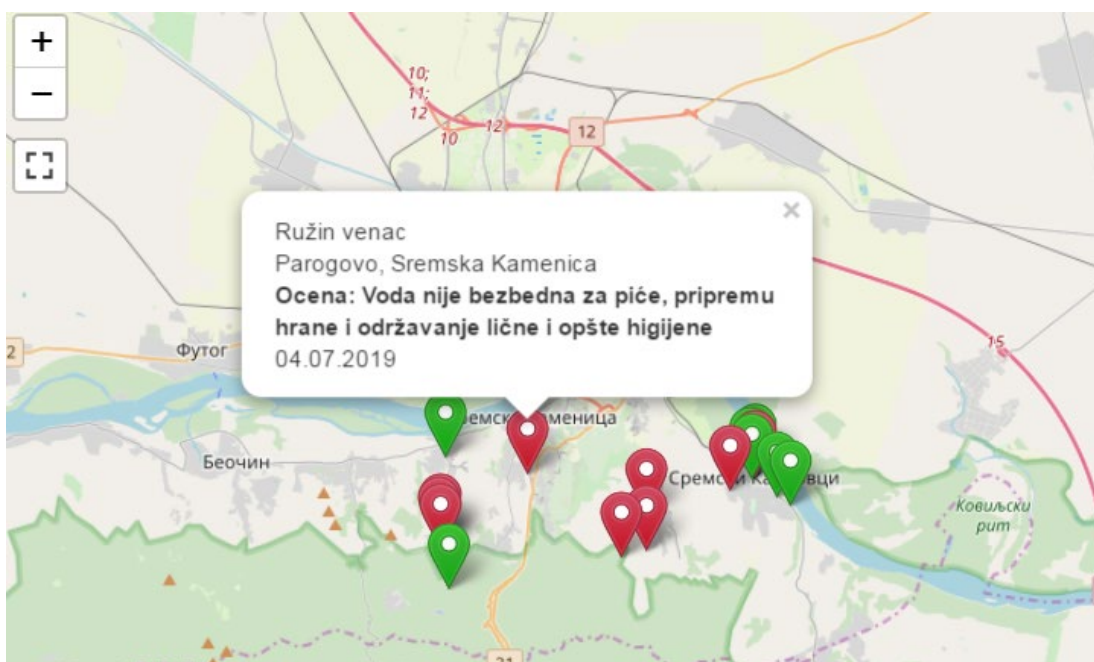 +
−
10;
11;
12
10
12
12
×
Ružin venac
Parogovo, Sremska Kamenica
Ocena: Voda nije bezbedna za piće, pripremu
hrane i održavanje lične i opšte higijene
04.07.2019
15
2
Футог
Беочин
Сремски
Ковиљски
рит
21